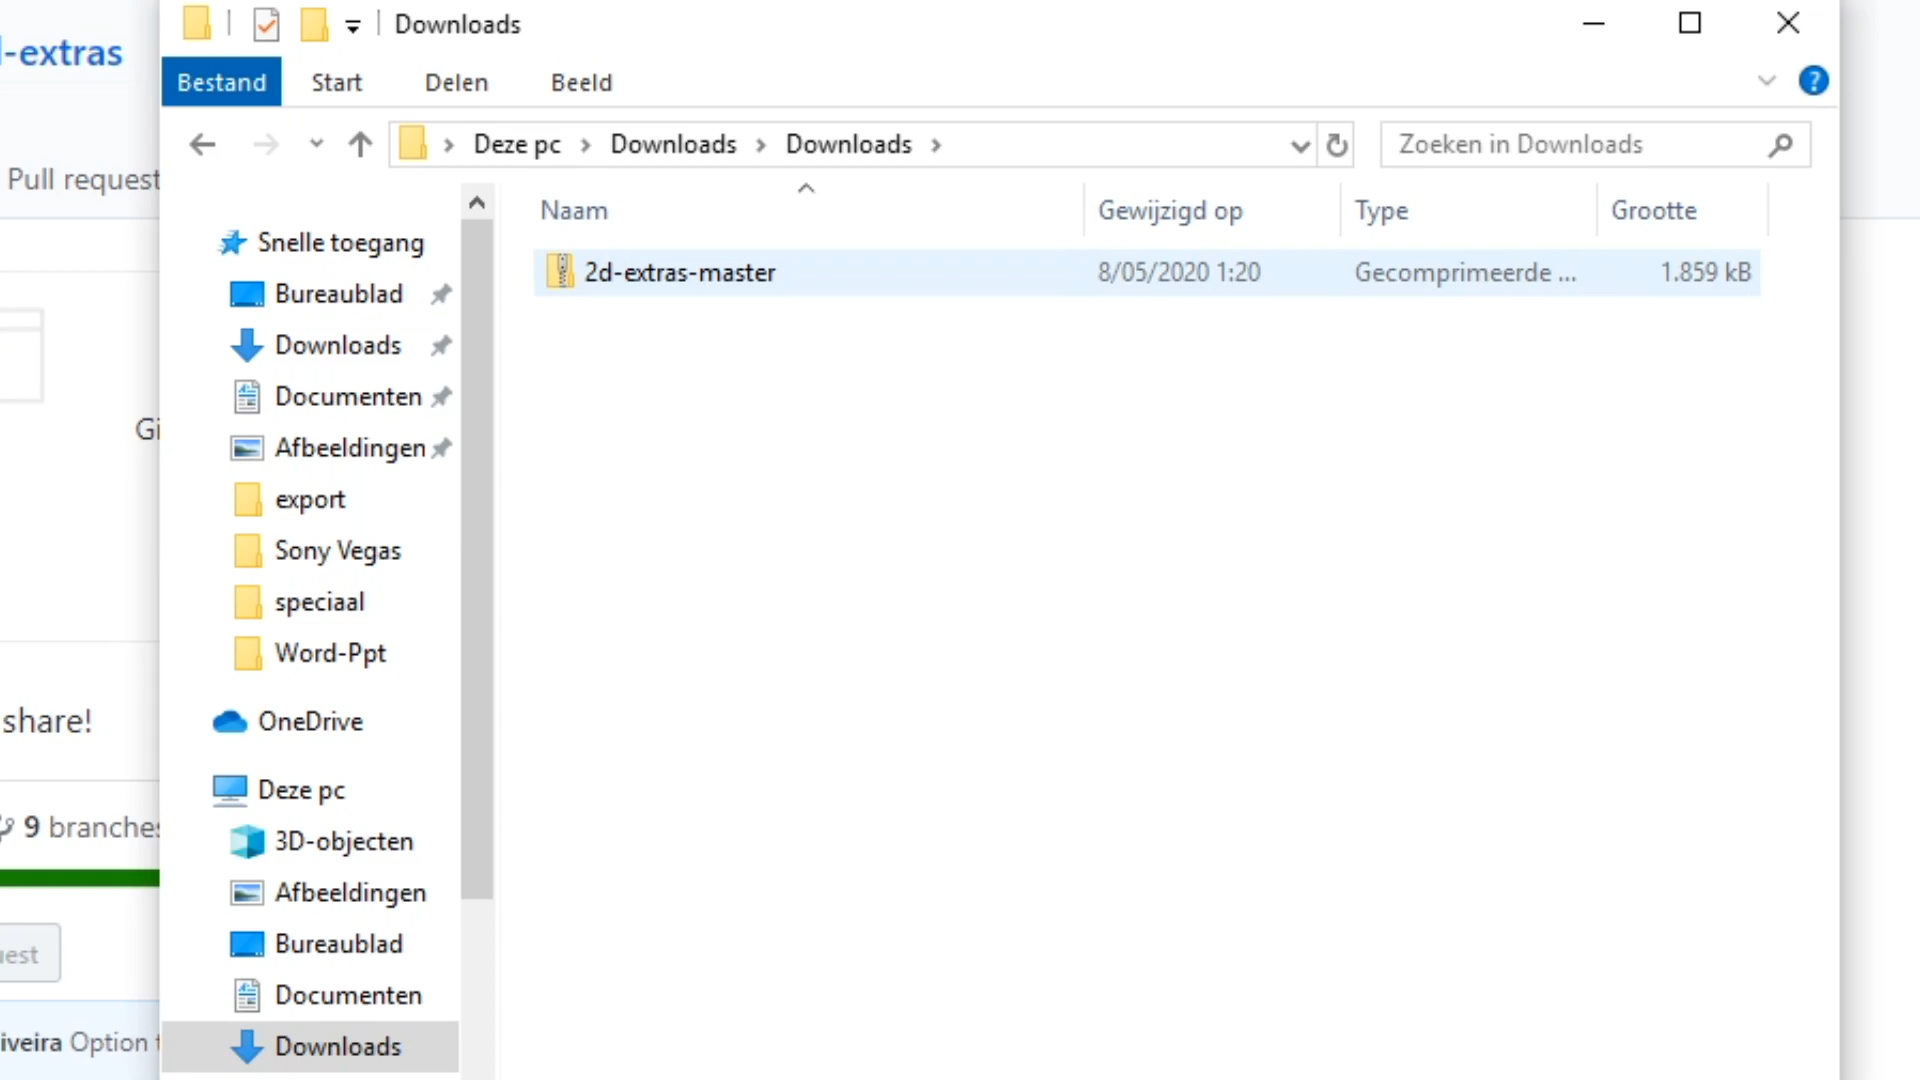 Downloads
Bestand Start Delen Beeld
Deze pc Downloads Downloads
Zoeken in Downloads
Naam Gewijzigd op Type Grootte
2d-extras-master 8/05/2020 1:20 Gecomprimeerde ... 1.859 kB
Snelle toegang
Bureaublad
Downloads
Documenten
Afbeeldingen
export
Sony Vegas
speciaal
Word-Ppt
OneDrive
Deze pc
3D-objecten
Afbeeldingen
Bureaublad
Documenten
Downloads
-extras
Pull request
Gi
share!
9 branches
uest
iveira Option t